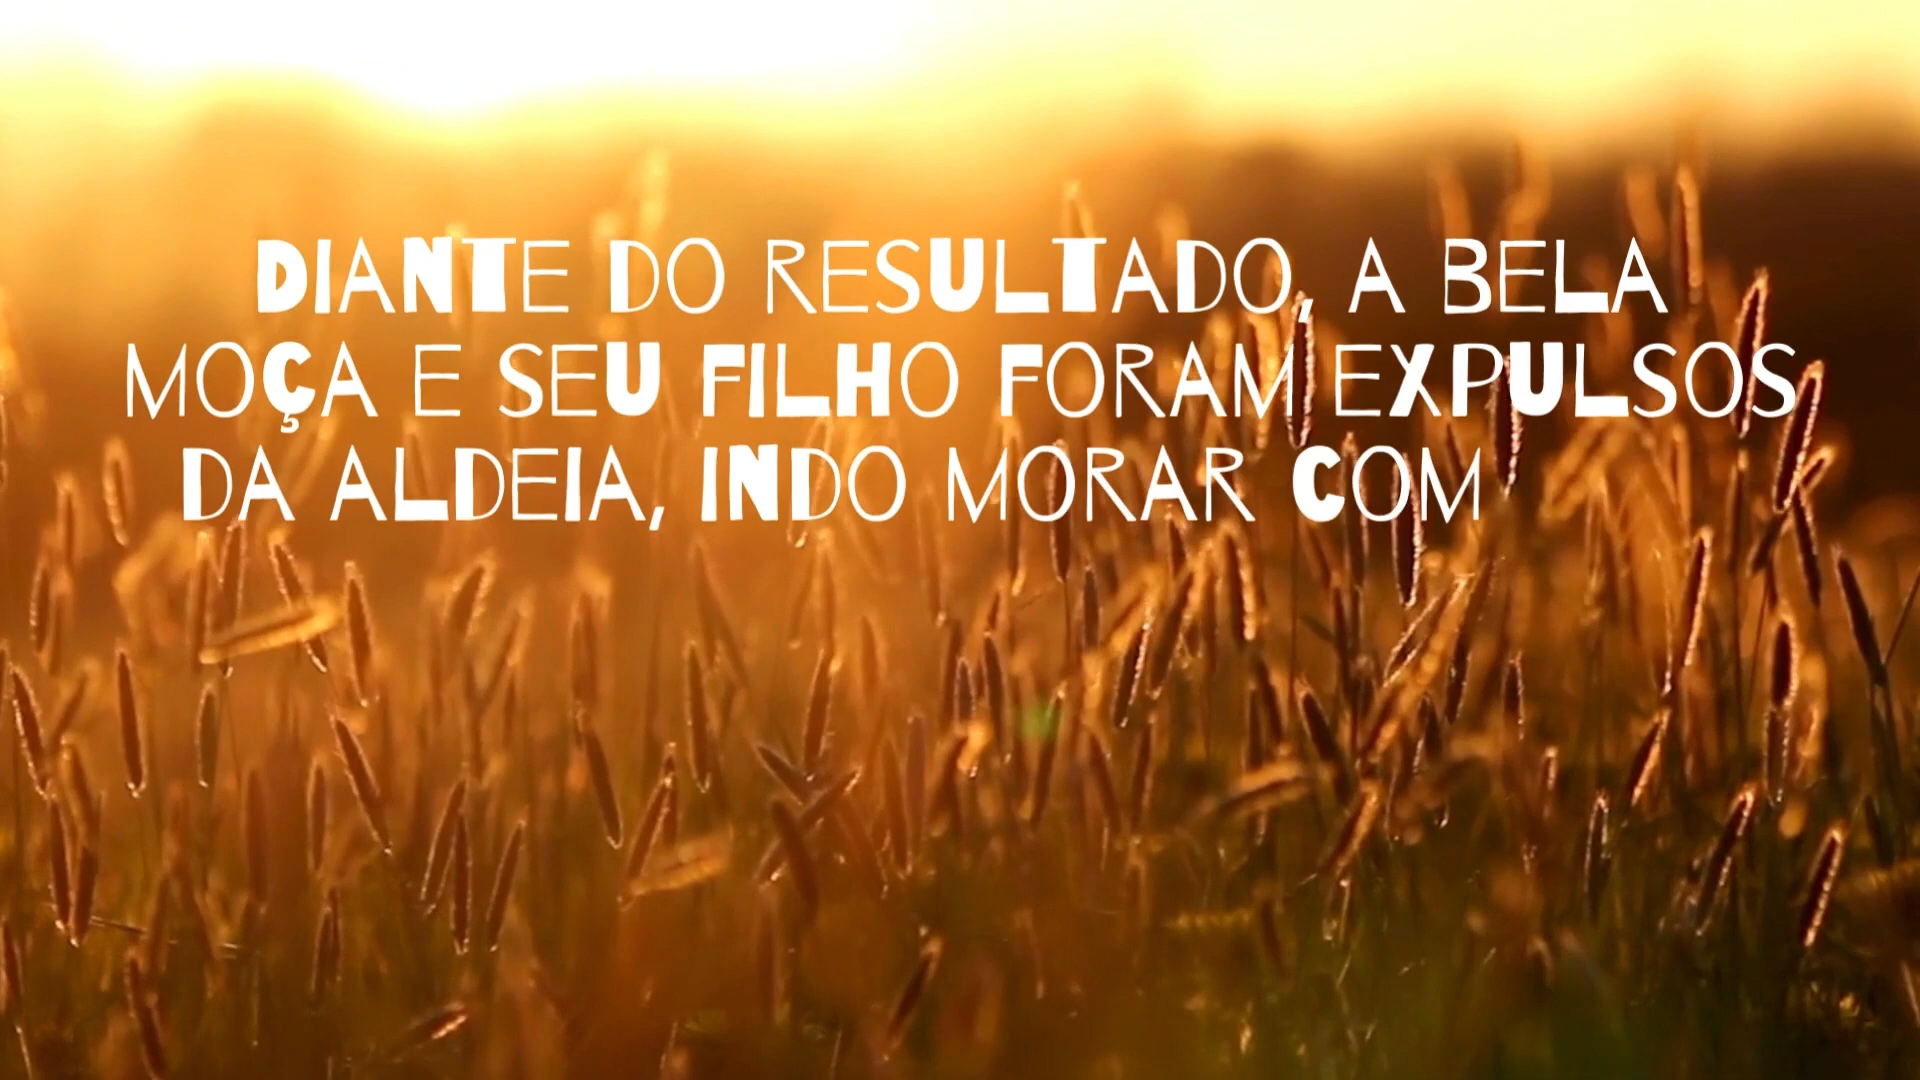 DIANTE DO RESULTADO, A BELA
MOÇA E SEU FILHO FORAM EXPULSOS
DA ALDEIA, INDO MORAR COM